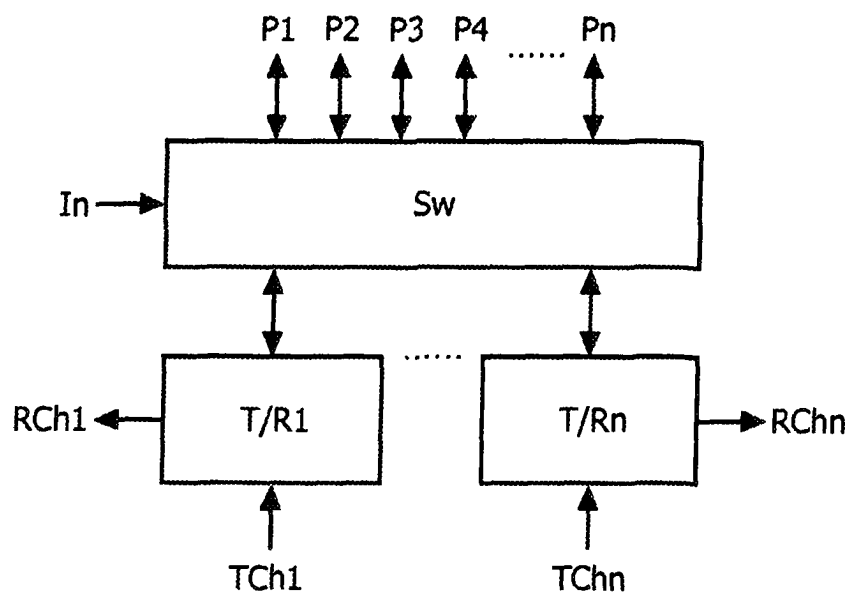 P1 P2 P3 P4 ...... Pn
In
Sw
......
RCh1
T/R1
T/Rn
RChn
TCh1
TChn